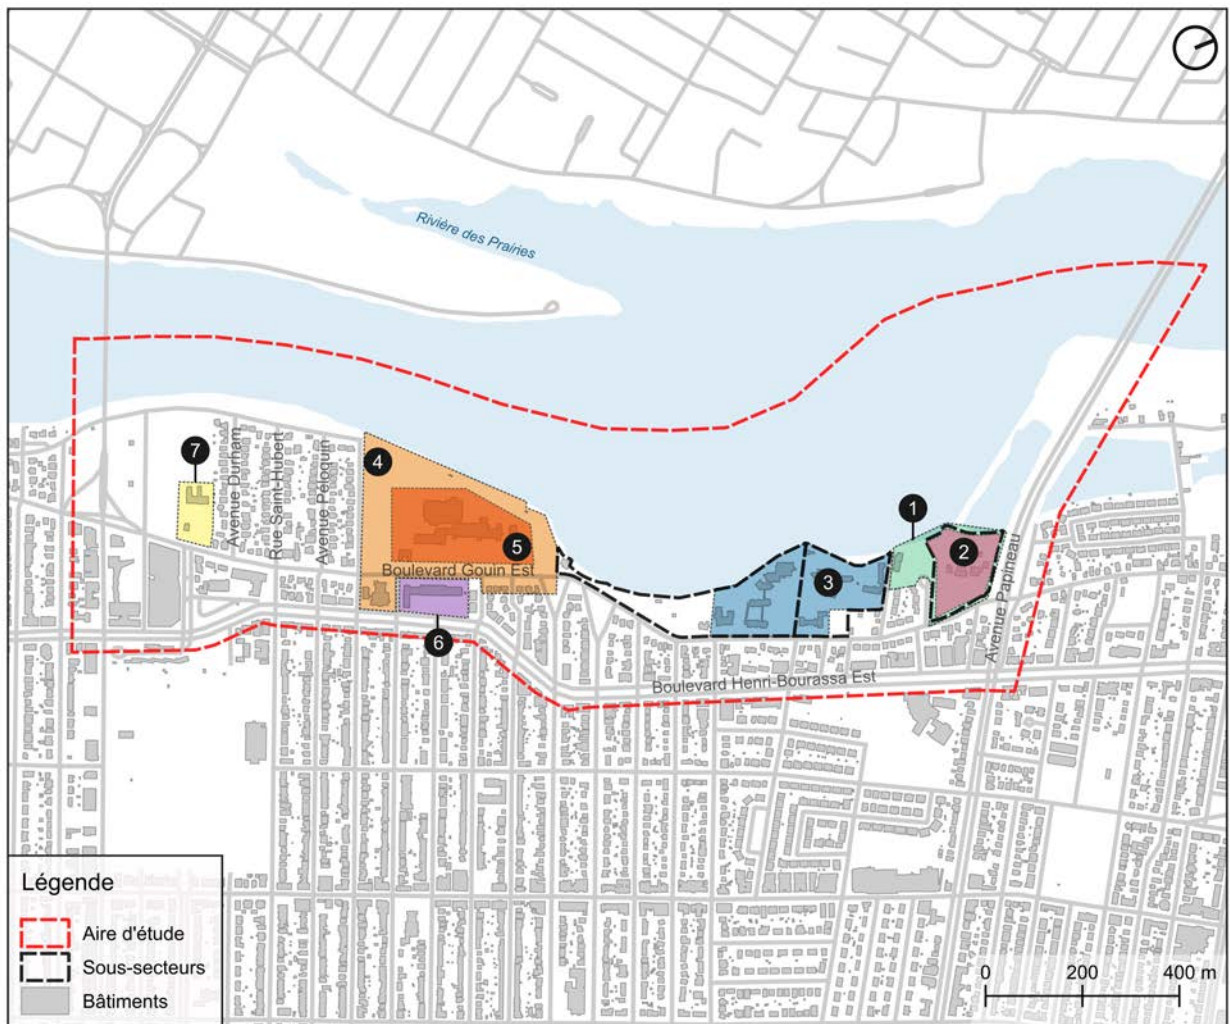 Rivière des Prairies
7
Avenue Durham
Rue Saint-Hubert
Avenue Péloquin
4
5
Boulevard Gouin Est
6
3
1
2
Avenue Papineau
Boulevard Henri-Bourassa Est
Légende
Aire d'étude
Sous-secteurs
Bâtiments
0 200 400 m